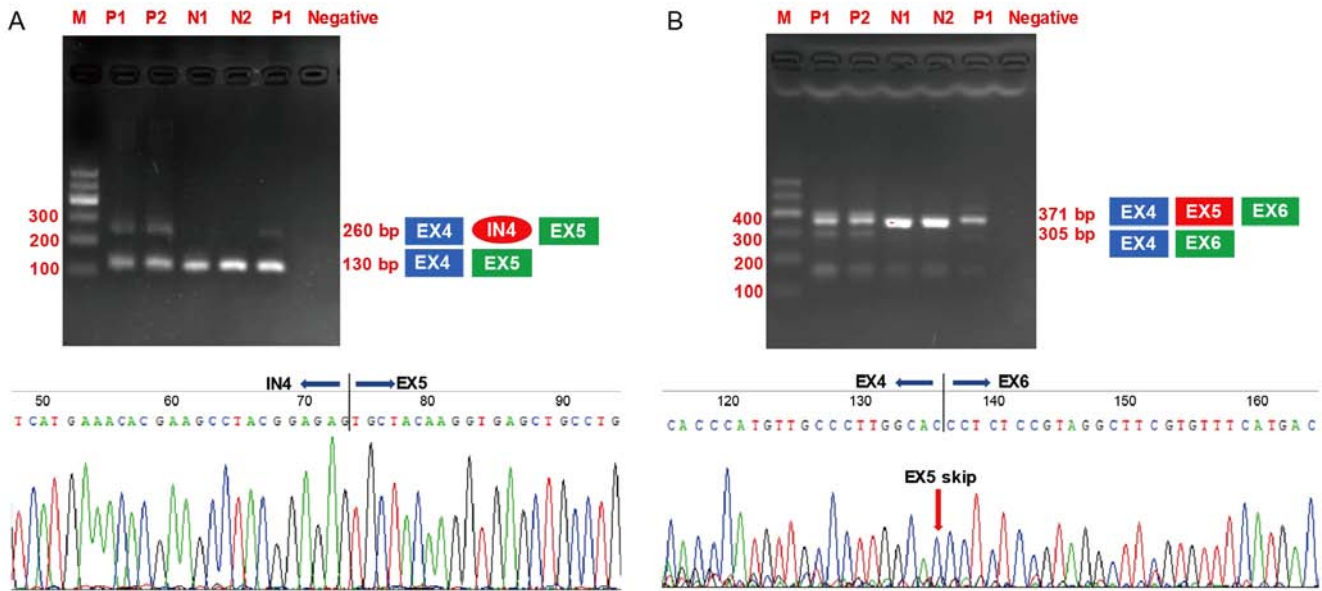 A
M P1 P2 N1 N2 P1 Negative
300
200
100
260 bp EX4 IN4 EX5
130 bp EX4 EX5
IN4 EX5
50 60 70 80 90
TCATGAAACACGAAGCCTACGGAGAGTGCTACAAGGTGAGCTGCCTG
B
M P1 P2 N1 N2 P1 Negative
400
300
200
100
371 bp EX4 EX5 EX6
305 bp EX4 EX6
EX4 EX6
120 130 140 150 160
CACCCATGTTGCCCTTGGCACCCTCTCCGTAGGCTTCGTGTTTCATGAC
EX5 skip